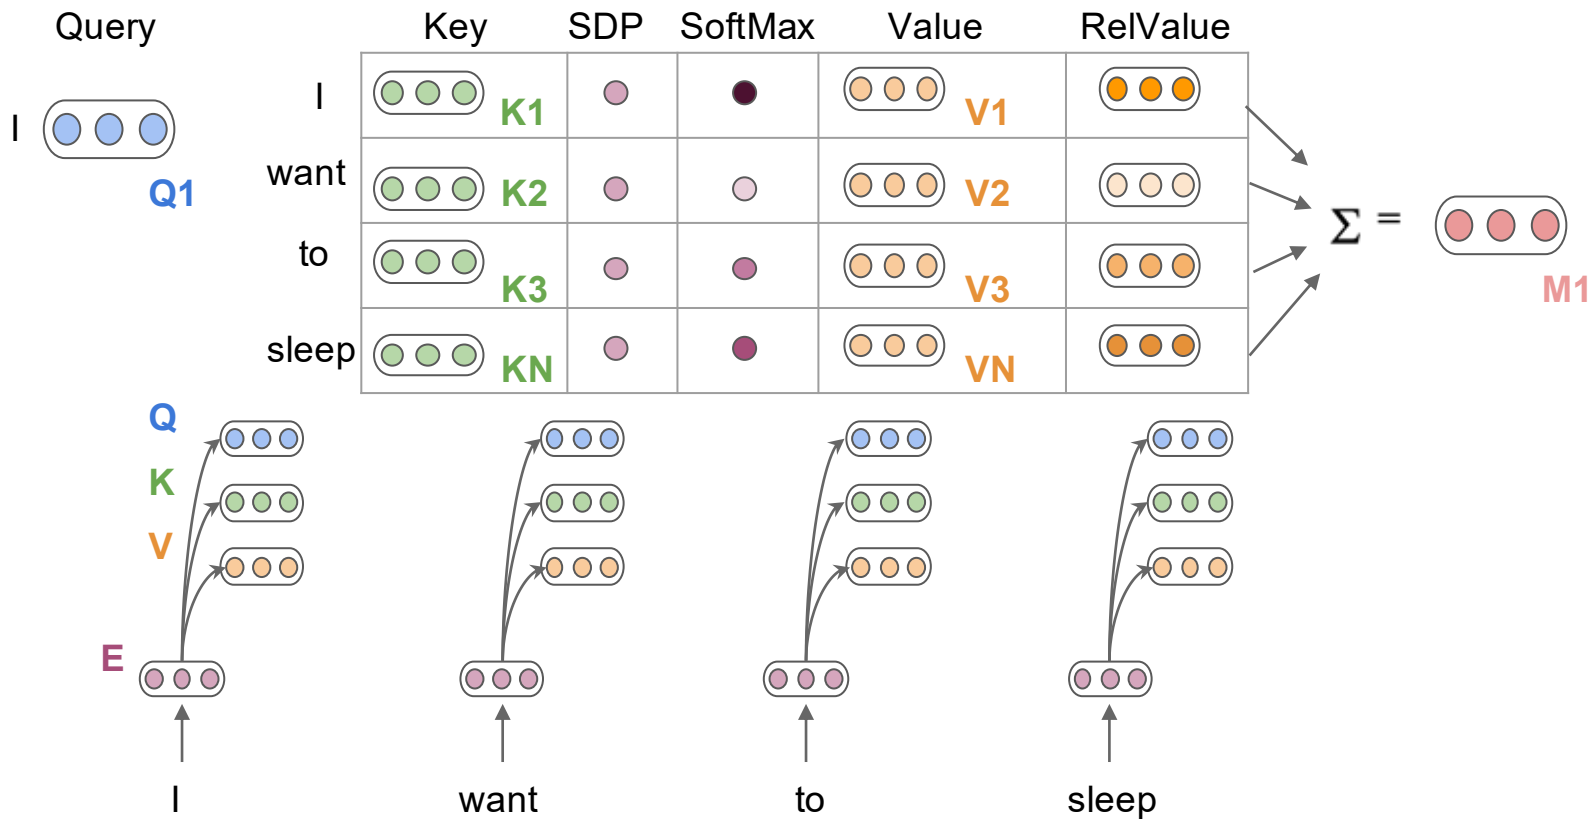 Query Key SDP SoftMax Value RelValue
I K1 V1
I
want K2 V2
Q1
Σ =
to K3 V3
M1
sleep KN VN
Q
K
V
E
I want to sleep